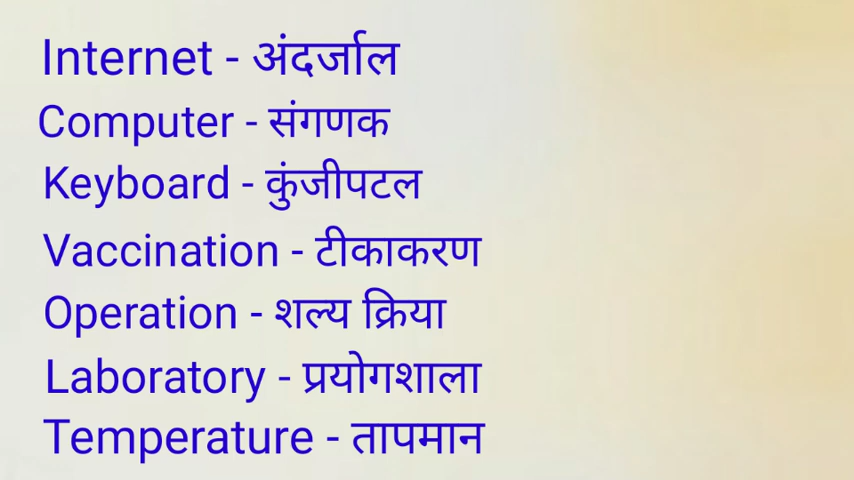 Internet - अंदर्जाल
Computer - संगणक
Keyboard - कुंजीपटल
Vaccination - टीकाकरण
Operation - शल्य क्रिया
Laboratory - प्रयोगशाला
Temperature - तापमान